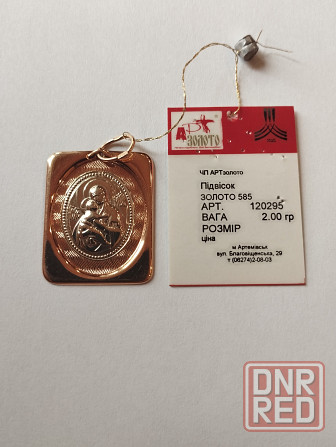 АРТ
ЗОЛОТО
ЧП АРТзолото
Підвісок
ЗОЛОТО 585
АРТ. 120295
ВАГА 2.00 гр
РОЗМІР
ціна
м Артемівськ
вул. Благовіщенська, 29
т (06274)2-08-03
DNR
RED